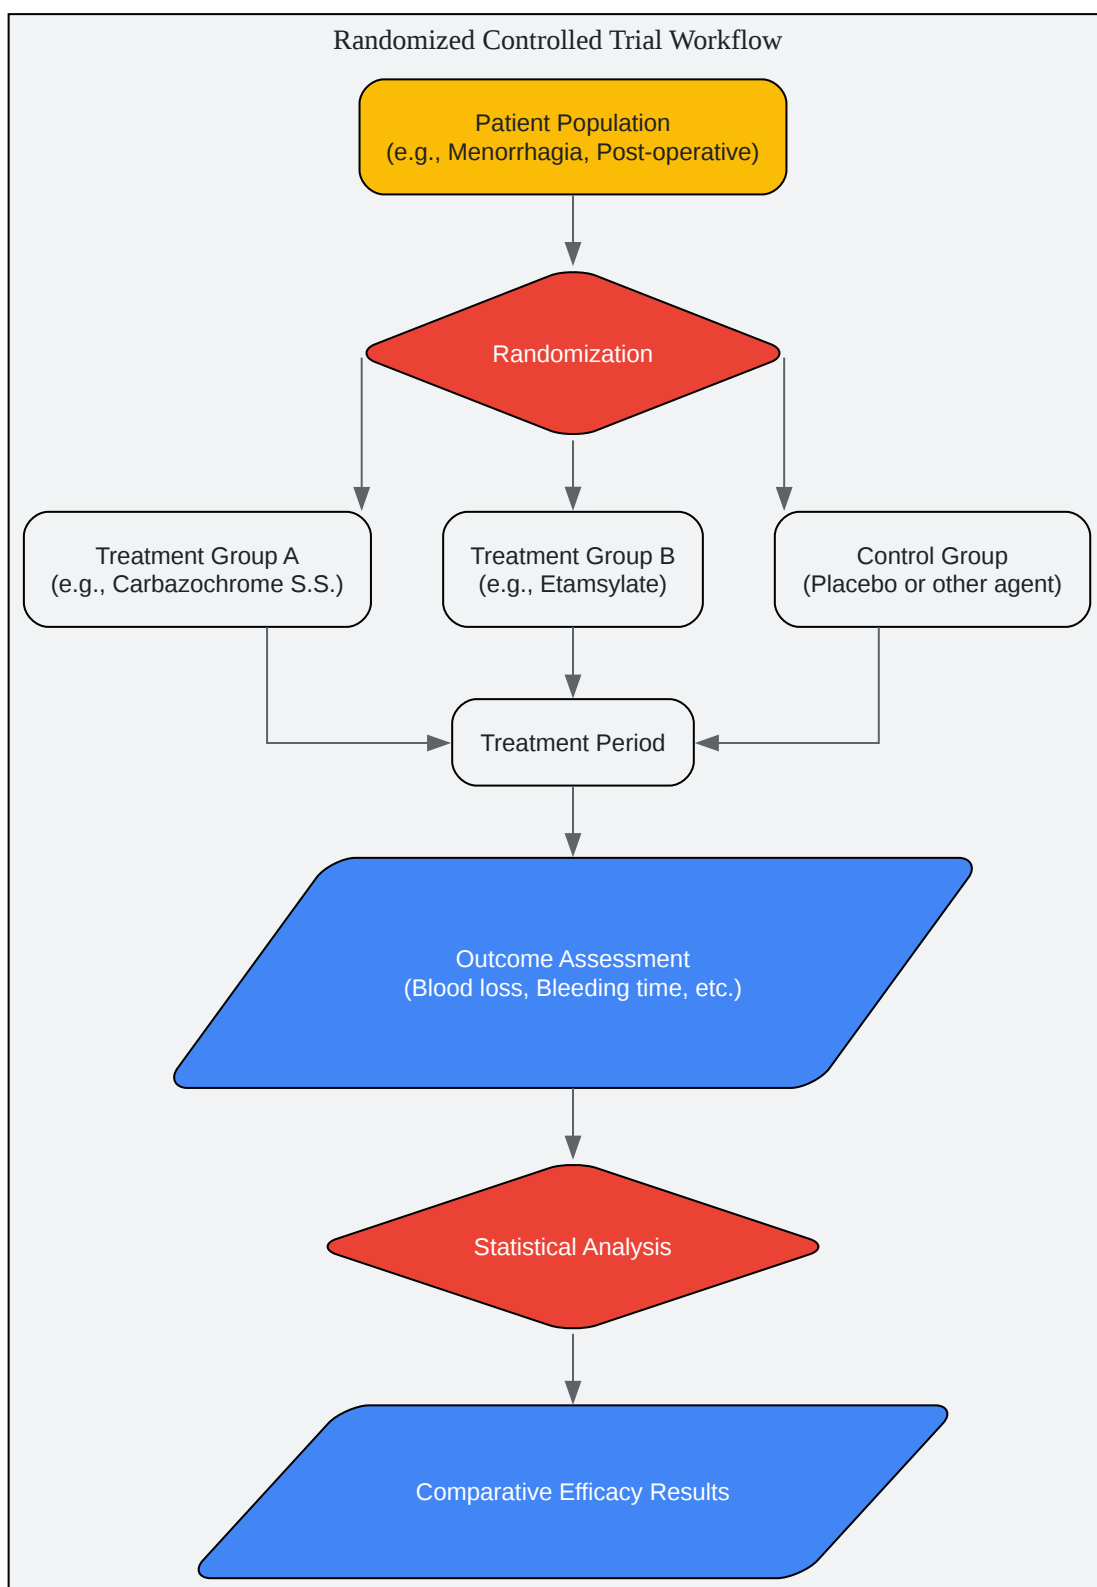 Randomized Controlled Trial Workflow
Patient Population
(e.g., Menorrhagia, Post-operative)
Randomization
Treatment Group A
(e.g., Carbazochrome S.S.)
Treatment Group B
(e.g., Etamsylate)
Control Group
(Placebo or other agent)
Treatment Period
Outcome Assessment
(Blood loss, Bleeding time, etc.)
Statistical Analysis
Comparative Efficacy Results